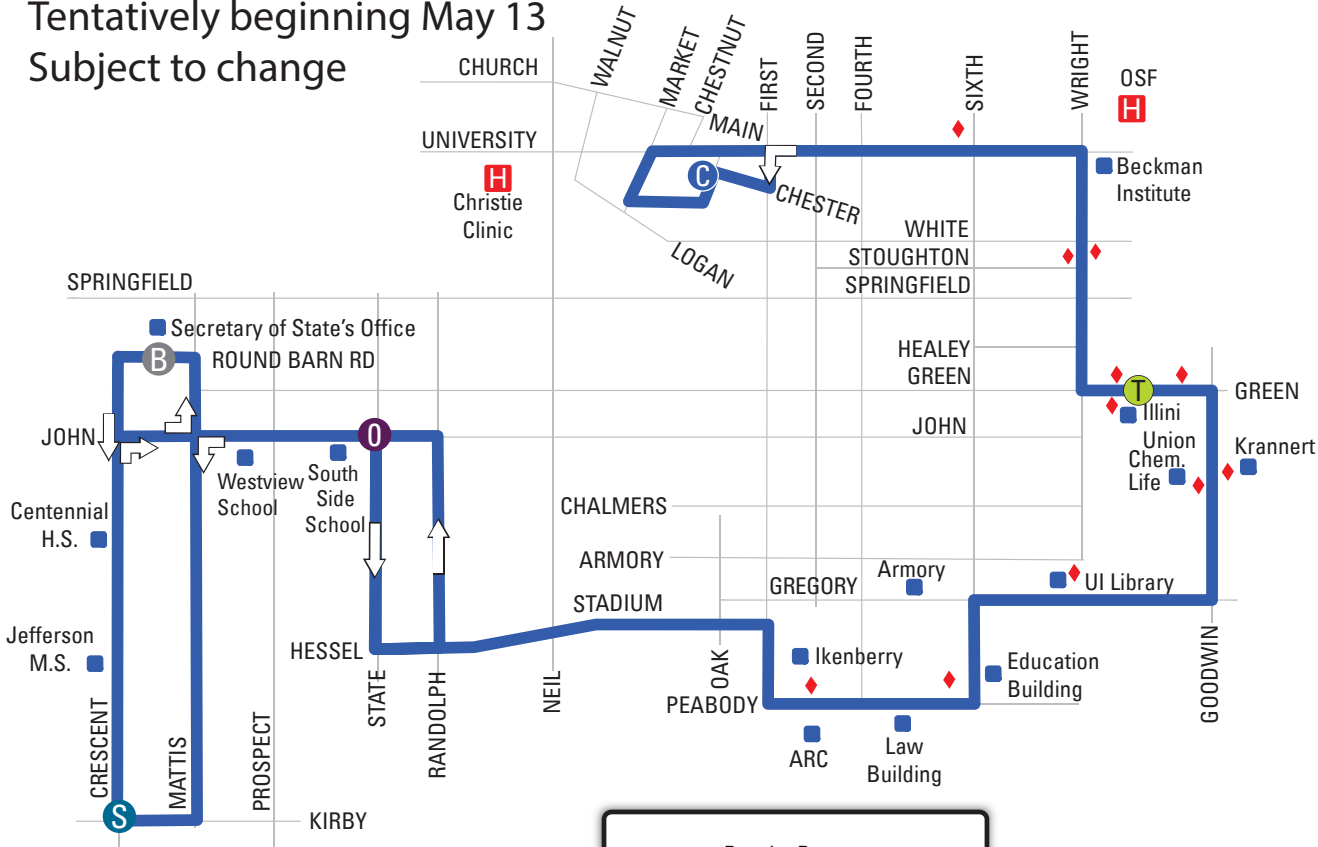 Tentatively beginning May 13
Subject to change
WALNUT
MARKET
CHESTNUT
FIRST
SECOND
FOURTH
SIXTH
WRIGHT
OSF
H
CHURCH
MAIN
UNIVERSITY
H
Christie
Clinic
C
CHESTER
Beckman
Institute
LOGAN
WHITE
STOUGHTON
SPRINGFIELD
SPRINGFIELD
Secretary of State's Office
B
ROUND BARN RD
HEALEY
GREEN
T
GREEN
Illini
Union
JOHN
O
JOHN
Krannert
Chem.
Life
Westview
School
South
Side
School
Centennial
H.S.
CHALMERS
ARMORY
Armory
GREGORY
UI Library
STADIUM
Jefferson
M.S.
HESSEL
Ikenberry
Education
Building
PEABODY
OAK
STATE
RANDOLPH
NEIL
GOODWIN
CRESCENT
MATTIS
PROSPECT
ARC
Law
Building
S
KIRBY